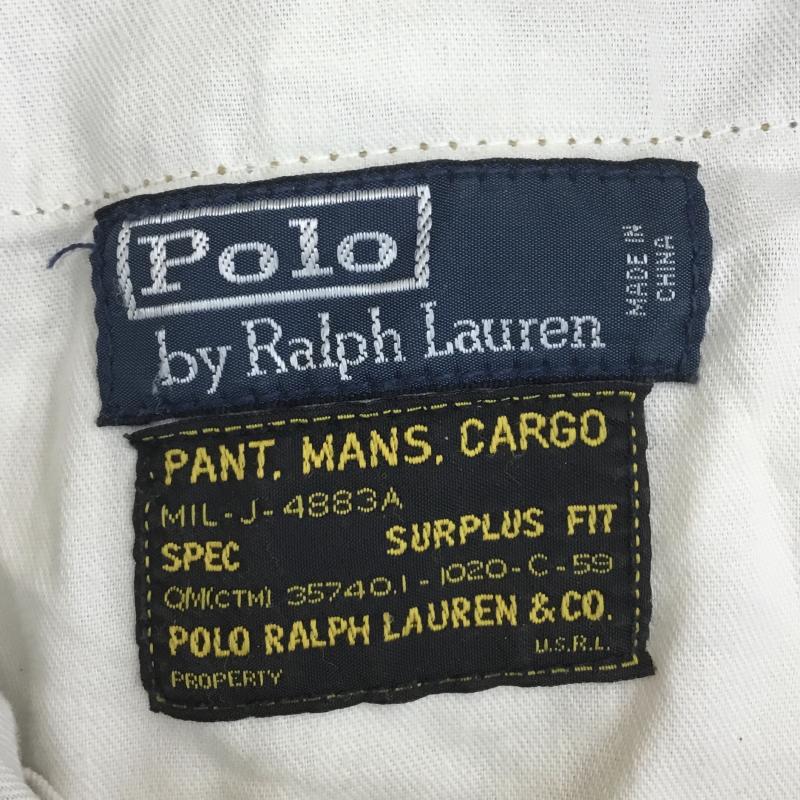 Polo
by Ralph Lauren
MADE IN
CHINA
PANT, MANS, CARGO
MIL-J-4883A
SPEC SURPLUS FIT
QM(CTM) 35740.1-1020-C-59
POLO RALPH LAUREN & CO.
U.S.R.L.
PROPERTY